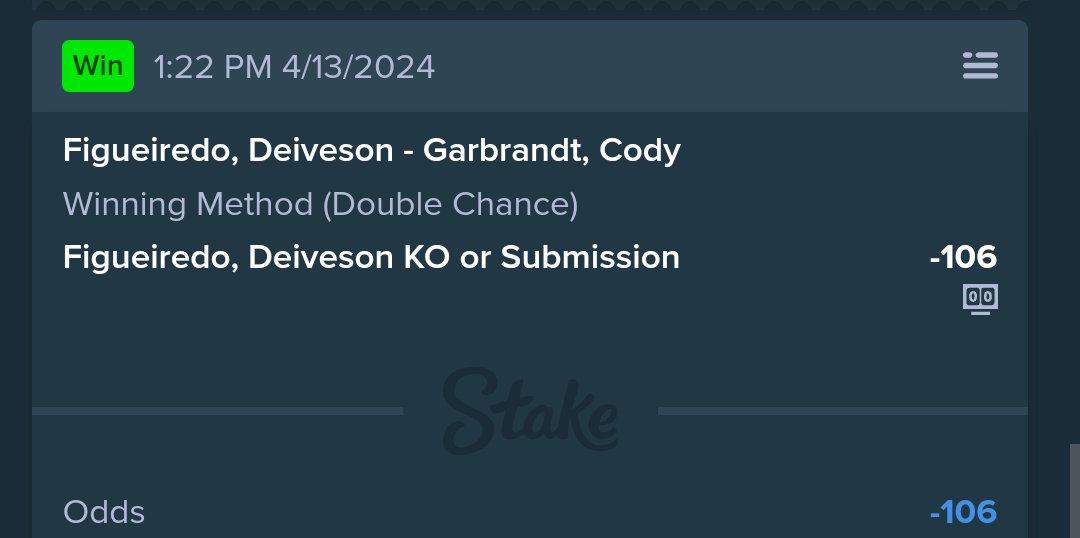 Win 1:22 PM 4/13/2024
Figueiredo, Deiveson - Garbrandt, Cody
Winning Method (Double Chance)
Figueiredo, Deiveson KO or Submission -106
00
Stake
Odds -106